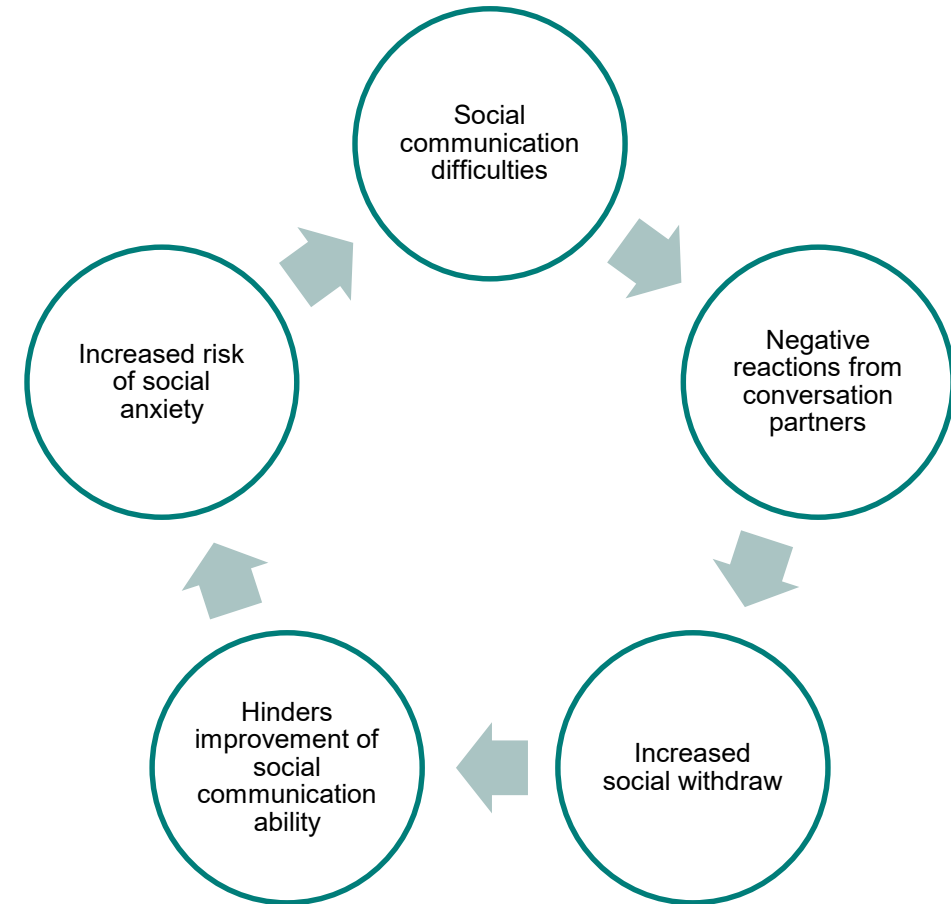 Social
communication
difficulties
Negative
reactions from
conversation
partners
Increased
social withdraw
Hinders
improvement of
social
communication
ability
Increased risk
of social
anxiety